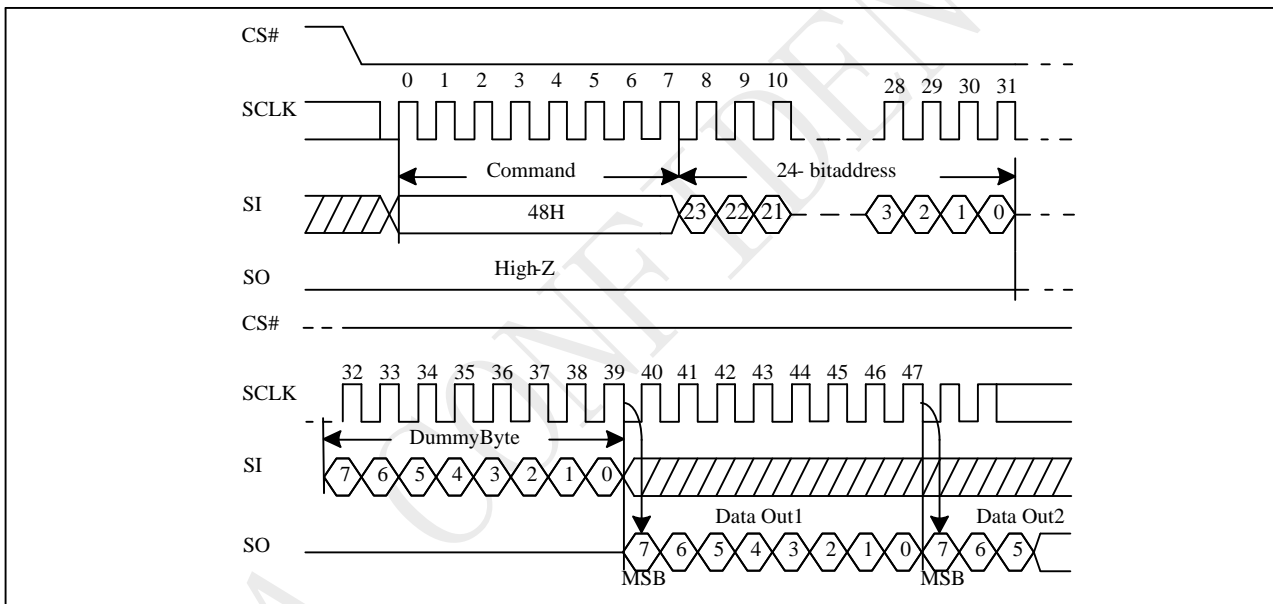 CS#
0 1 2 3 4 5 6 7 8 9 10 28 29 30 31
SCLK
Command 24- bitaddress
SI
48H 23 22 21 3 2 1 0
High-Z
SO
CS#
32 33 34 35 36 37 38 39 40 41 42 43 44 45 46 47
SCLK
DummyByte
SI
7 6 5 4 3 2 1 0
Data Out1 Data Out2
SO
7 6 5 4 3 2 1 0 7 6 5
MSB MSB